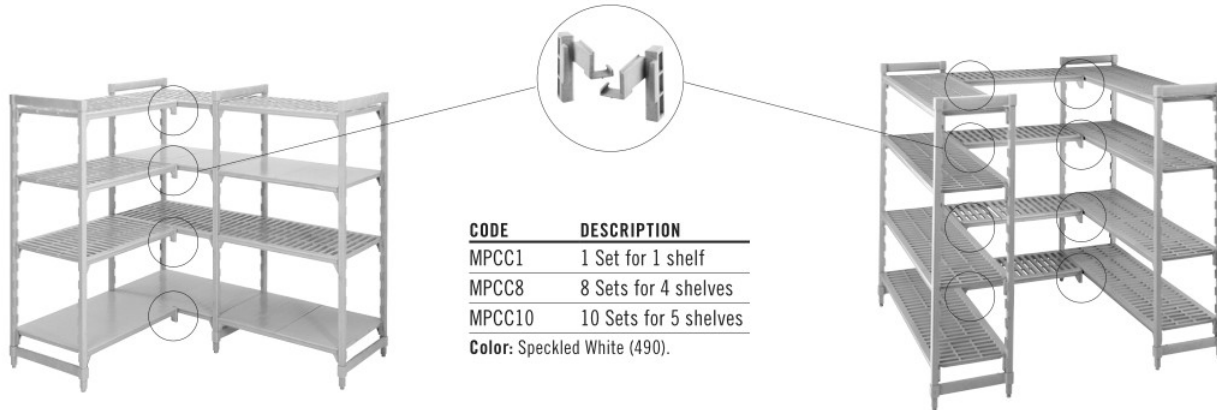 CODE DESCRIPTION
MPCC1 1 Set for 1 shelf
MPCC8 8 Sets for 4 shelves
MPCC10 10 Sets for 5 shelves
Color: Speckled White (490).